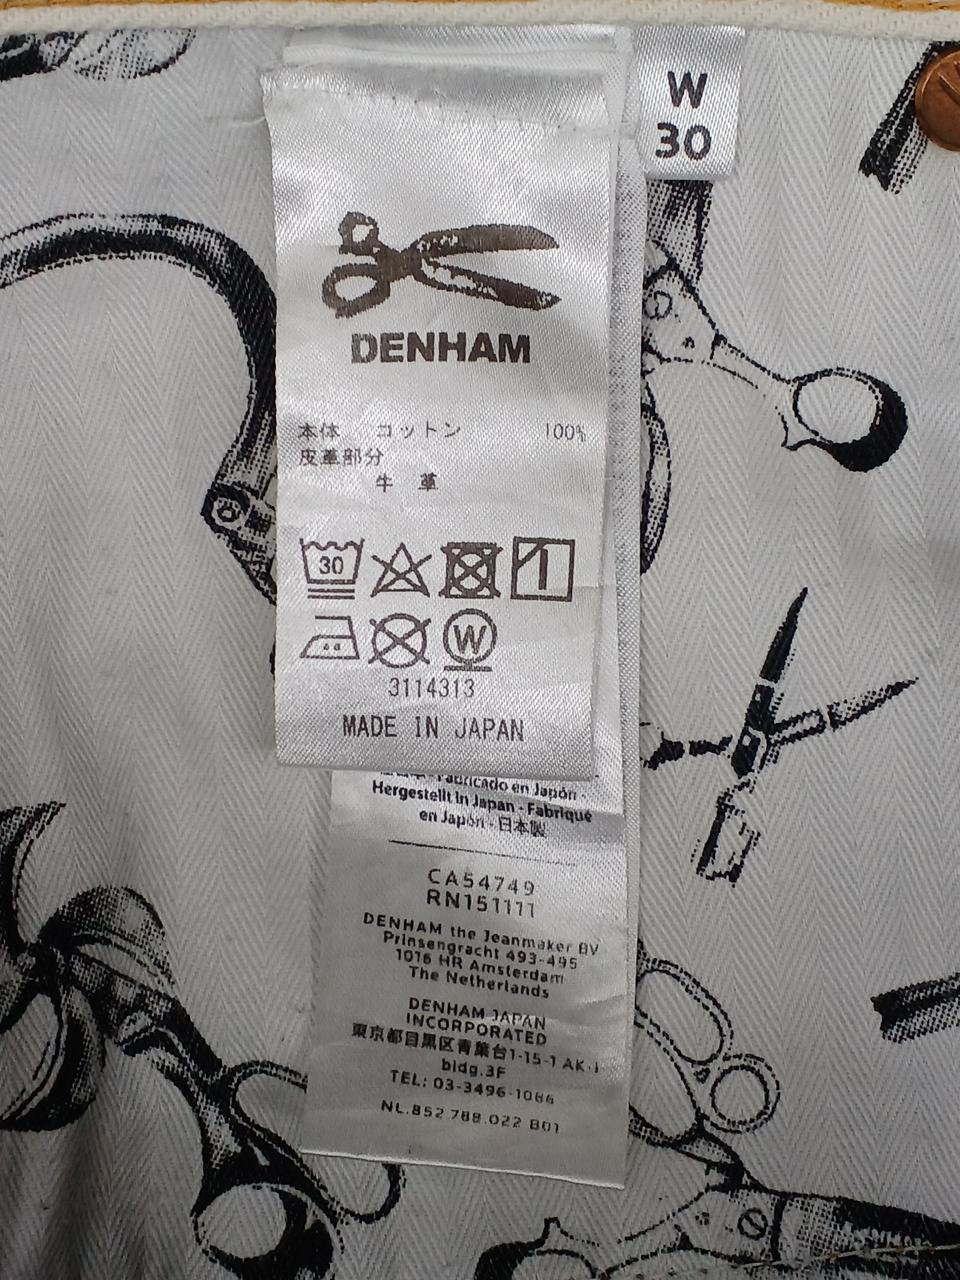 W
30
DENHAM
本体 コットン 100%
皮革部分
牛 革
30
W
3114313
MADE IN JAPAN
Fabricado en Japón -
Hergestellt in Japan - Fabriqué
en Japon - 日本製
CA54749
RN151111
DENHAM the Jeanmaker BV
Prinsengracht 493-495
1016 HR Amsterdam
The Netherlands
DENHAM JAPAN
INCORPORATED
東京都目黒区青葉台1-15-1 AK-1
bldg.3F
TEL: 03-3496-1086
NL.852.788.022 B01